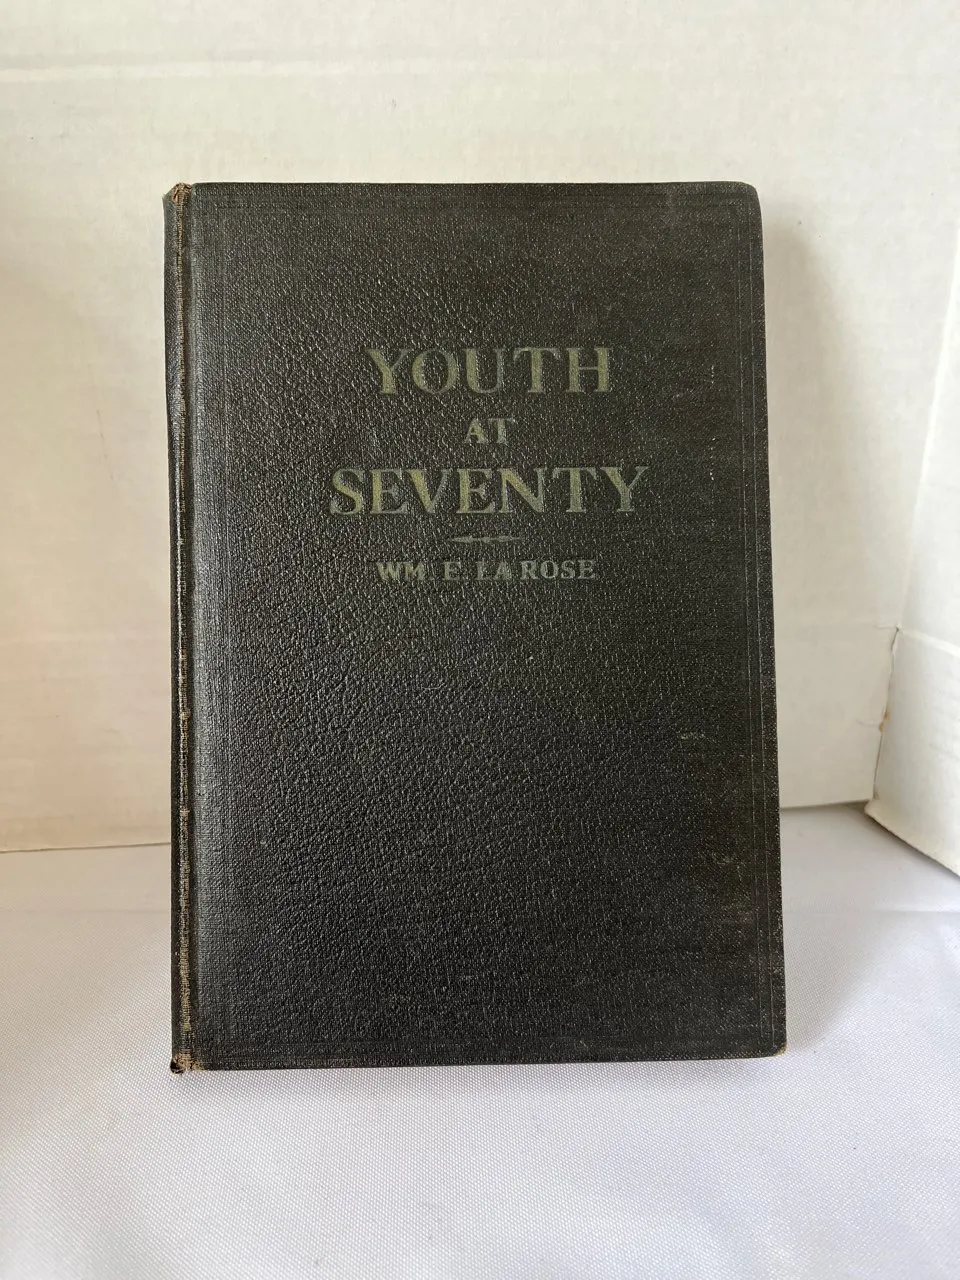 YOUTH
AT
SEVENTY
WM. E. LA ROSE